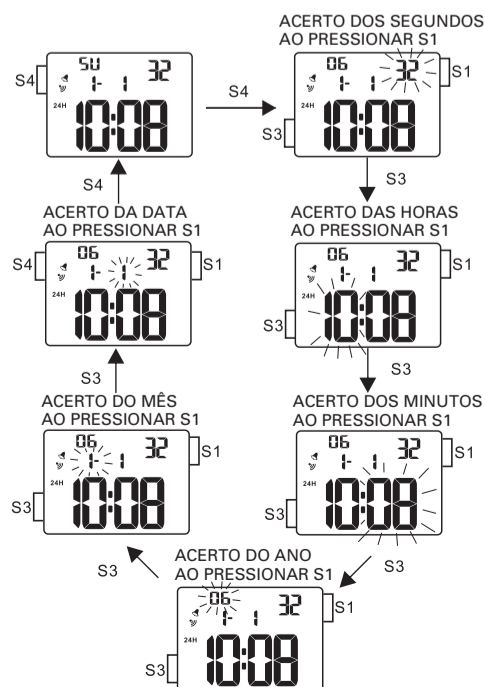 ACERTO DOS SEGUNDOS
AO PRESSIONAR S1
SU 32
1- 1
24H
10:08
S4
S4
06 32
1- 1
10:08
S1
S3
S4
S3
ACERTO DA DATA
AO PRESSIONAR S1
06 32
1- 1
24H
10:08
S4
S1
ACERTO DAS HORAS
AO PRESSIONAR S1
06 32
1- 1
24H
10:08
S1
S3
S3
S3
ACERTO DO MÊS
AO PRESSIONAR S1
06 32
1- 1
24H
10:08
S1
S3
ACERTO DOS MINUTOS
AO PRESSIONAR S1
06 32
1- 1
24H
10:08
S1
S3
S3
S3
ACERTO DO ANO
AO PRESSIONAR S1
06 32
1- 1
24H
10:08
S1
S3